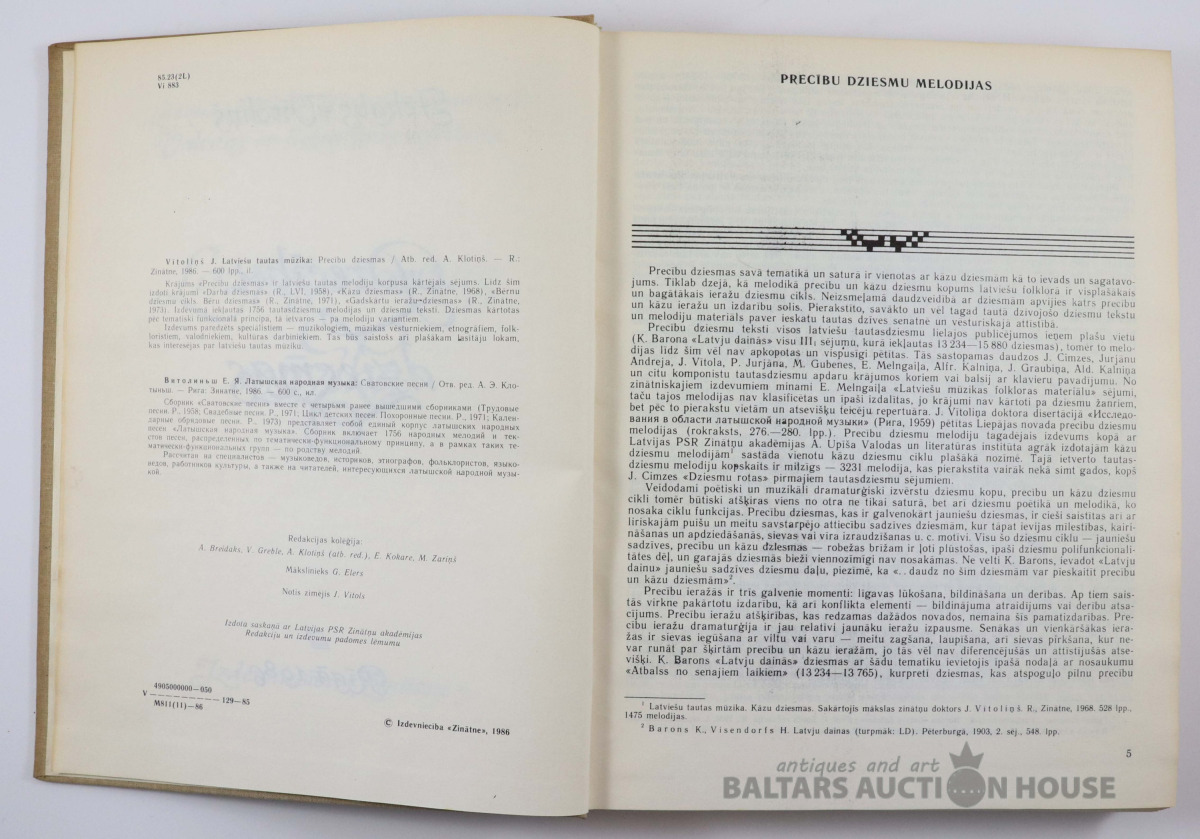 85.23(2L)
Vi 883
Vītoliņš J. Latviešu tautas mūzika: Precību dziesmas / Atb. red. A. Klotiņš. — R.:
Zinātne, 1986. — 600 lpp., il.
Krājums «Precību dziesmas» ir latviešu tautas melodiju korpusa kārtējais sējums. Līdz šim
izdoti krājumi «Darba dziesmas» (R., LVI, 1958), «Kāzu dziesmas» (R., Zinātne, 1968), «Bērnu
dziesmu cikls. Bēru dziesmas» (R., Zinātne, 1971), «Gadskārtu ieražu dziesmas» (R., Zinātne,
1973). Izdevumā iekļautas 1756 tautasdziesmu melodijas un dziesmu teksti. Dziesmas kārtotas
pēc tematiski funkcionālā principa, tā ietvaros — pa melodiju variantiem.
Izdevums paredzēts speciālistiem — muzikologiem, mūzikas vēsturniekiem, etnogrāfiem, folk-
loristiem, valodniekiem, kultūras darbiniekiem. Tas būs saistošs arī plašākam lasītāju lokam,
kas interesējas par latviešu tautas mūziku.
Витолиньш Е. Я. Латышская народная музыка: Сватовские песни / Отв. ред. А. Э. Кло-
тыньш. — Рига: Зинатне, 1986. — 600 с., ил.
Сборник «Сватовские песни» вместе с четырьмя ранее вышедшими сборниками (Трудовые
песни. Р., 1958; Свадебные песни. Р., 1971; Цикл детских песен. Похоронные песни. Р., 1971; Кален-
дарные обрядовые песни. Р., 1973) представляет собой единый корпус латышских народных
песен «Латышская народная музыка». Сборник включает 1756 народных мелодий и тек-
стов песен, распределенных по тематически-функциональному принципу, а в рамках таких те-
матически-функциональных групп — по родству мелодий.
Рассчитан на специалистов — музыковедов, историков, этнографов, фольклористов, языко-
ведов, работников культуры, а также на читателей, интересующихся латышской народной музы-
кой.
Redakcijas kolēģija:
A. Breidaks, V. Greble, A. Klotiņš (atb. red.), E. Kokare, M. Zariņš
Mākslinieks G. Elers
Notis zīmējis J. Vītols
Izdota saskaņā ar Latvijas PSR Zinātņu akadēmijas
Redakciju un izdevumu padomes lēmumu
V 4905000000—050
129—85
M811(11)—86
© Izdevniecība «Zinātne», 1986
PRECĪBU DZIESMU MELODIJAS
Precību dziesmas savā tematikā un saturā ir vienotas ar kāzu dziesmām kā to ievads un sagatavo-
jums. Tiklab dzejā, kā melodikā precību un kāzu dziesmu kopums latviešu folklorā ir visplašākais
un bagātākais ieražu dziesmu cikls. Neizsmeļamā daudzveidībā ar dziesmām apvijies katrs precību
un kāzu ieražu un izdarību solis. Pierakstīto, savākto un vēl tagad tautā dzīvojošo dziesmu tekstu
un melodiju materiāls paver ieskatu tautas dzīves senatnē un vēsturiskajā attīstībā.
Precību dziesmu teksti visos latviešu tautasdziesmu lielajos publicējumos ieņem plašu vietu
(K. Barona «Latvju dainās» visu III₁ sējumu, kurā iekļautas 13 234—15 880 dziesmas), tomēr to melo-
dijas līdz šim vēl nav apkopotas un vispusīgi pētītas. Tās sastopamas daudzos J. Cimzes, Jurjānu
Andreja, J. Vītola, P. Jurjāna, M. Gubenes, E. Melngaiļa, Alfr. Kalniņa, J. Graubiņa, Ald. Kalniņa
un citu komponistu tautasdziesmu apdaru krājumos koriem vai balsij ar klavieru pavadījumu. No
zinātniskajiem izdevumiem minami E. Melngaiļa «Latviešu mūzikas folkloras materiālu» sējumi,
taču tajos melodijas nav klasificētas un īpaši izdalītas, jo krājumi nav kārtoti pa dziesmu žanriem,
bet pēc to pierakstu vietām un atsevišķu teicēju repertuāra. J. Vītoliņa doktora disertācijā «Исследо-
вания в области латышской народной музыки» (Рига, 1959) pētītas Liepājas novada precību dziesmu
melodijas (rokraksts, 276.—280. lpp.). Precību dziesmu melodiju tagadējais izdevums kopā ar
Latvijas PSR Zinātņu akadēmijas A. Upīša Valodas un literatūras institūta agrāk izdotajām kāzu
dziesmu melodijām¹ sastāda vienotu kāzu dziesmu ciklu plašākā nozīmē. Tajā ietverto tautas-
dziesmu melodiju kopskaits ir milzīgs — 3231 melodija, kas pierakstīta vairāk nekā simt gados, kopš
J. Cimzes «Dziesmu rotas» pirmajiem tautasdziesmu sējumiem.
Veidodami poētiski un muzikāli dramaturģiski izvērstu dziesmu kopu, precību un kāzu dziesmu
cikli tomēr būtiski atšķiras viens no otra ne tikai saturā, bet arī dziesmu poētikā un melodikā, ko
nosaka ciklu funkcijas. Precību dziesmas, kas ir galvenokārt jauniešu dziesmas, ir cieši saistītas arī ar
liriskajām puišu un meitu savstarpējo attiecību sadzīves dziesmām, kur tāpat ievijas mīlestības, kairi-
nāšanas un apdziedāšanās, sievas vai vīra izraudzīšanas u. c. motīvi. Visu šo dziesmu ciklu — jauniešu
sadzīves, precību un kāzu dziesmas — robežas brīžam ir ļoti plūstošas, īpaši dziesmu polifunkcionali-
tātes dēļ, un garajās dziesmās bieži viennozīmīgi nav nosakāmas. Ne velti K. Barons, ievadot «Latvju
dainu» jauniešu sadzīves dziesmu daļu, piezīmē, ka «. . daudz no šim dziesmām var pieskaitīt precību
un kāzu dziesmām»².
Precību ieražās ir trīs galvenie momenti: līgavas lūkošana, bildināšana un derības. Ap tiem sais-
tās virkne pakārtotu izdarību, kā arī konflikta elementi — bildinājuma atraidījums vai derību atsa-
cījums. Precību ieražu atšķirības, kas redzamas dažādos novados, nemaina šīs pamatizdarības. Pre-
cību ieražu dramaturģija ir jau relatīvi jaunāku ieražu izpausme. Senākas un vienkāršākas iera-
žas ir sievas iegūšana ar viltu vai varu — meitu zagšana, laupīšana, arī sievas pirkšana, kur ne-
var runāt par šķirtām precību un kāzu ieražām, jo tās vēl nav diferencējušās un attīstījušās atse-
višķi. K. Barons «Latvju dainās» dziesmas ar šādu tematiku ievietojis īpašā nodaļā ar nosaukumu
«Atbalss no senajiem laikiem» (13 234—13 765), kurpretī dziesmas, kas atspoguļo pilnu precību
¹ Latviešu tautas mūzika. Kāzu dziesmas. Sakārtojis mākslas zinātņu doktors J. Vītoliņš. R., Zinātne, 1968. 528 lpp.,
1475 melodijas.
² Barons K., Visendorfs H. Latvju dainas (turpmāk: LD). Pēterburgā, 1903, 2. sēj., 548. lpp.
5
antiques and art
BALTARS AUCTION HOUSE